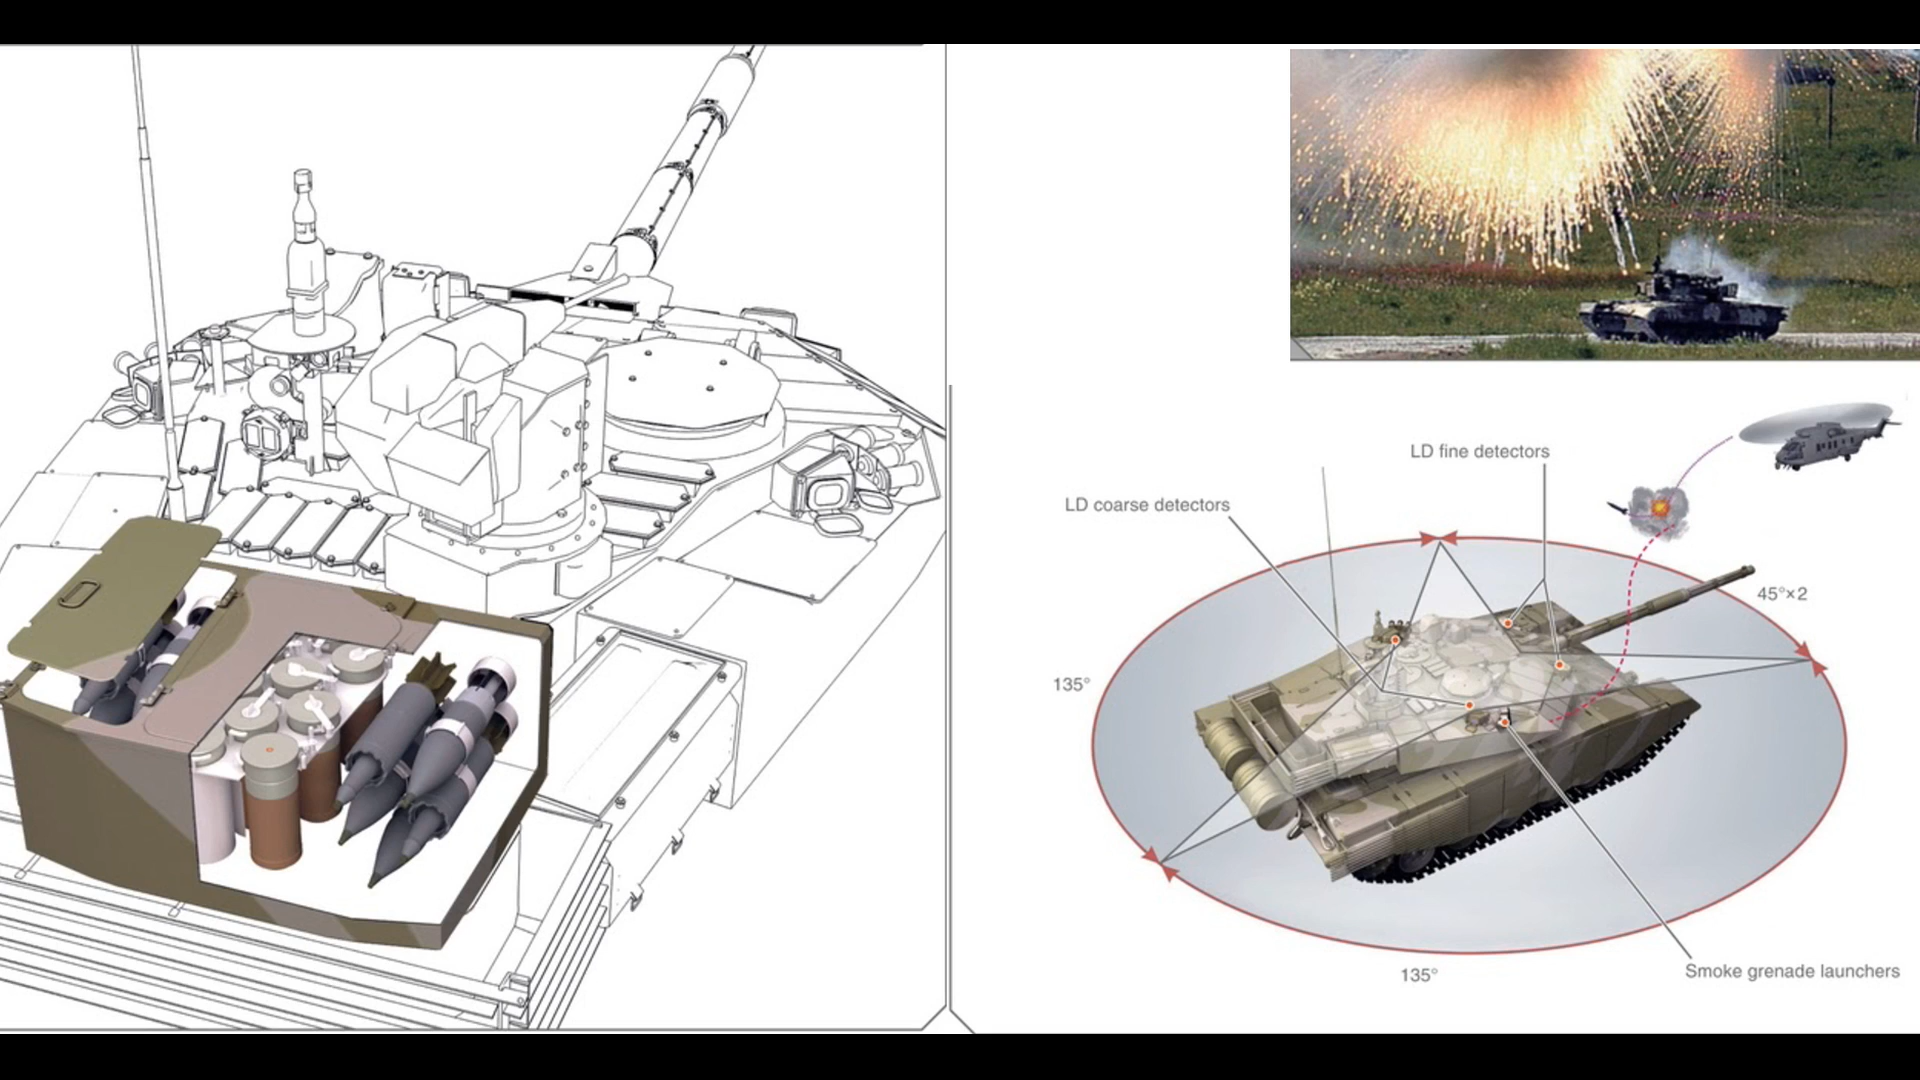 LD fine detectors
LD coarse detectors
45°×2
135°
135°
Smoke grenade launchers